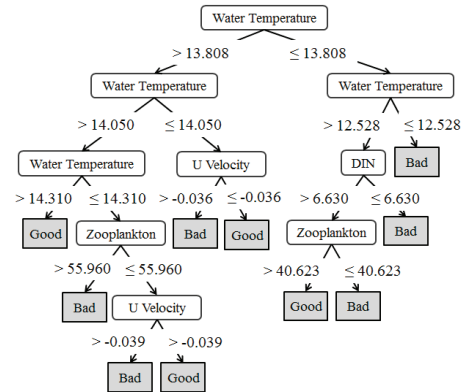 Water Temperature
> 13.808 ≤ 13.808
Water Temperature Water Temperature
> 14.050 ≤ 14.050 > 12.528 ≤ 12.528
Water Temperature U Velocity DIN Bad
> 14.310 ≤ 14.310 > -0.036 ≤ -0.036 > 6.630 ≤ 6.630
Good Zooplankton Bad Good Zooplankton Bad
> 55.960 ≤ 55.960 > 40.623 ≤ 40.623
Bad U Velocity Good Bad
> -0.039 > -0.039
Bad Good